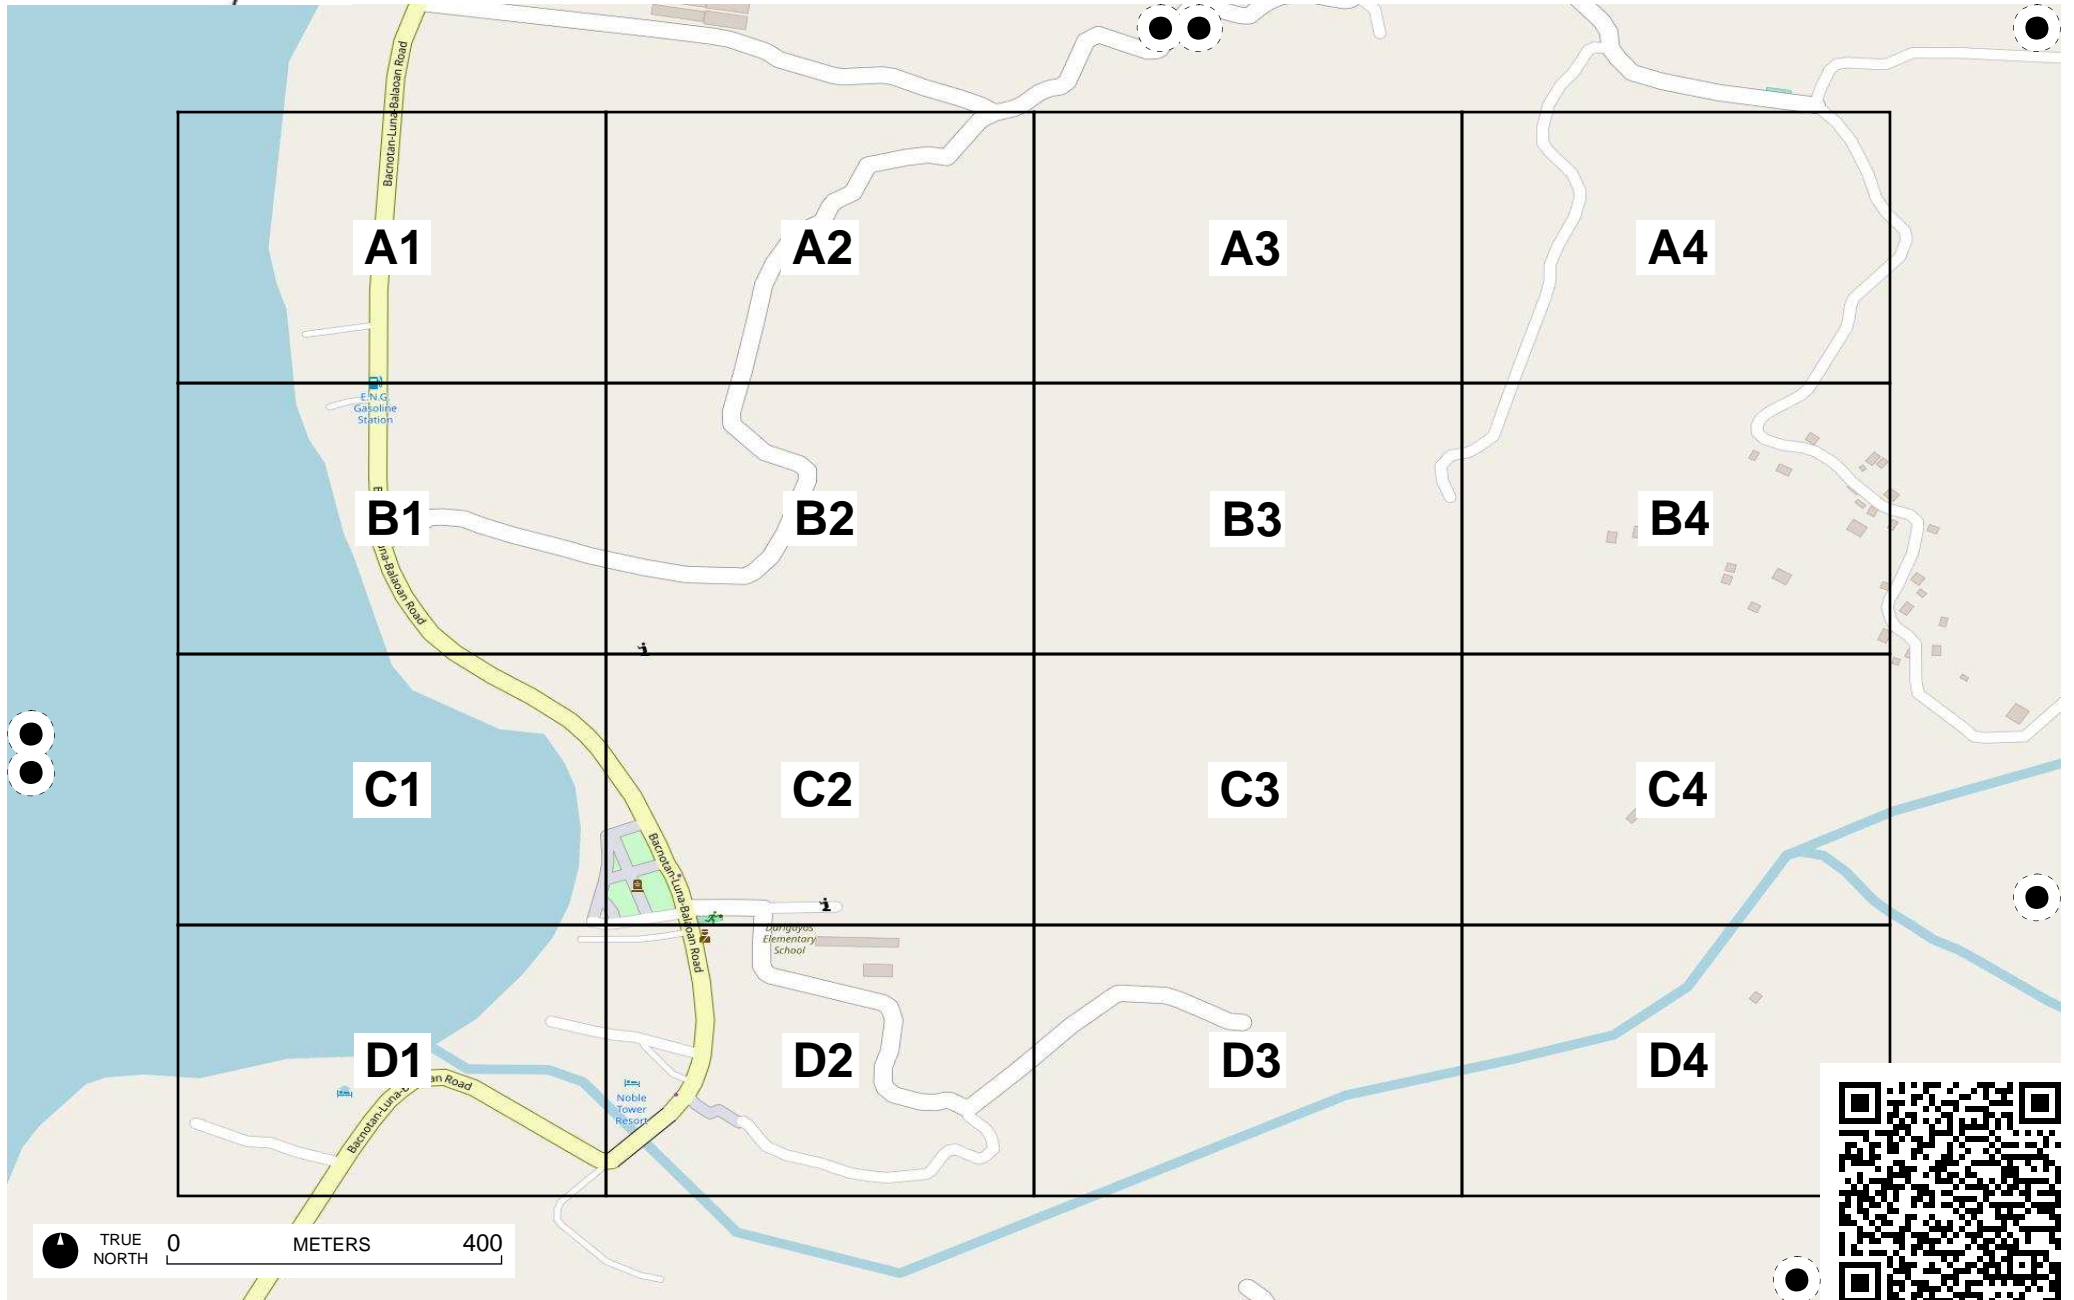 Bacnotan-Luna-Balaoan Road
A1
A2
A3
A4
E.N.G.
Gasoline
Station
B1
B2
B3
B4
una-Balaoan Road
C1
C2
C3
C4
Bacnotan-Luna-Balaoan Road
Elementary
School
D1
D2
D3
D4
Bacnotan-Luna-B
an Road
Noble
Tower
Resort
TRUE
NORTH
0
METERS
400